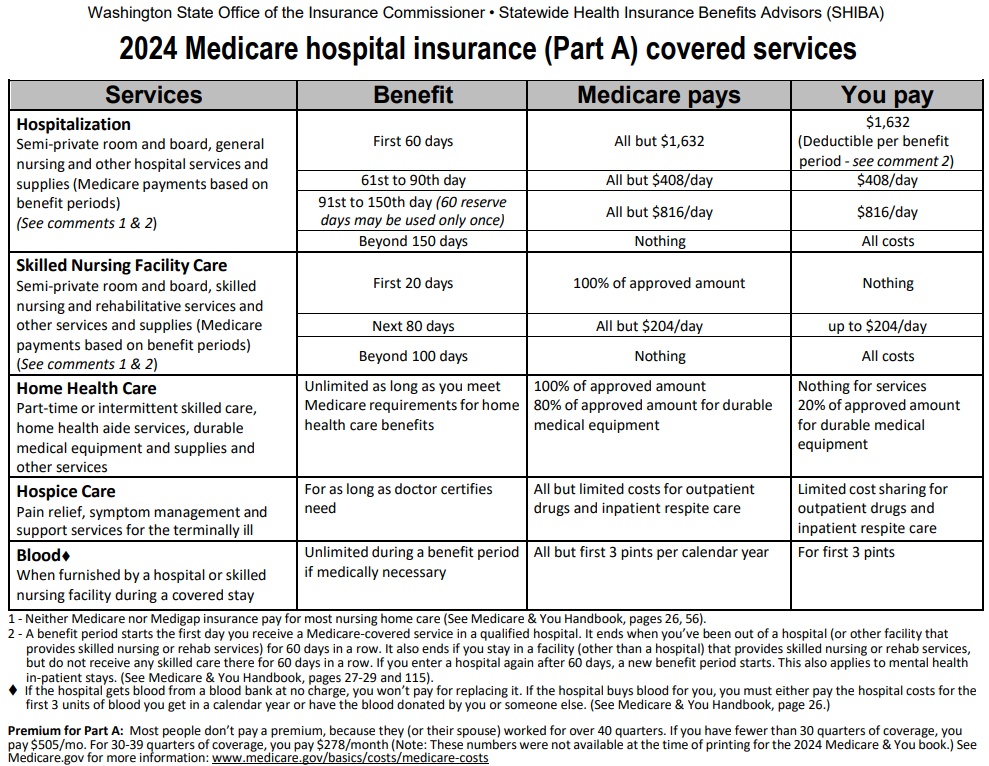 Washington State Office of the Insurance Commissioner • Statewide Health Insurance Benefits Advisors (SHIBA)
2024 Medicare hospital insurance (Part A) covered services
Services
Benefit
Medicare pays
You pay
Hospitalization
Semi-private room and board, general
nursing and other hospital services and
supplies (Medicare payments based on
benefit periods)
(See comments 1 & 2)
First 60 days
All but $1,632
$1,632
(Deductible per benefit
period - see comment 2)
61st to 90th day
All but $408/day
$408/day
91st to 150th day (60 reserve
days may be used only once)
All but $816/day
$816/day
Beyond 150 days
Nothing
All costs
Skilled Nursing Facility Care
Semi-private room and board, skilled
nursing and rehabilitative services and
other services and supplies (Medicare
payments based on benefit periods)
(See comments 1 & 2)
First 20 days
100% of approved amount
Nothing
Next 80 days
All but $204/day
up to $204/day
Beyond 100 days
Nothing
All costs
Home Health Care
Part-time or intermittent skilled care,
home health aide services, durable
medical equipment and supplies and
other services
Unlimited as long as you meet
Medicare requirements for home
health care benefits
100% of approved amount
80% of approved amount for durable
medical equipment
Nothing for services
20% of approved amount
for durable medical
equipment
Hospice Care
Pain relief, symptom management and
support services for the terminally ill
For as long as doctor certifies
need
All but limited costs for outpatient
drugs and inpatient respite care
Limited cost sharing for
outpatient drugs and
inpatient respite care
Blood♦
When furnished by a hospital or skilled
nursing facility during a covered stay
Unlimited during a benefit period
if medically necessary
All but first 3 pints per calendar year
For first 3 pints
1 - Neither Medicare nor Medigap insurance pay for most nursing home care (See Medicare & You Handbook, pages 26, 56).
2 - A benefit period starts the first day you receive a Medicare-covered service in a qualified hospital. It ends when you've been out of a hospital (or other facility that
provides skilled nursing or rehab services) for 60 days in a row. It also ends if you stay in a facility (other than a hospital) that provides skilled nursing or rehab services,
but do not receive any skilled care there for 60 days in a row. If you enter a hospital again after 60 days, a new benefit period starts. This also applies to mental health
in-patient stays. (See Medicare & You Handbook, pages 27-29 and 115).
♦ If the hospital gets blood from a blood bank at no charge, you won't pay for replacing it. If the hospital buys blood for you, you must either pay the hospital costs for the
first 3 units of blood you get in a calendar year or have the blood donated by you or someone else. (See Medicare & You Handbook, page 26.)
Premium for Part A: Most people don't pay a premium, because they (or their spouse) worked for over 40 quarters. If you have fewer than 30 quarters of coverage, you
pay $505/mo. For 30-39 quarters of coverage, you pay $278/month (Note: These numbers were not available at the time of printing for the 2024 Medicare & You book.) See
Medicare.gov for more information: www.medicare.gov/basics/costs/medicare-costs